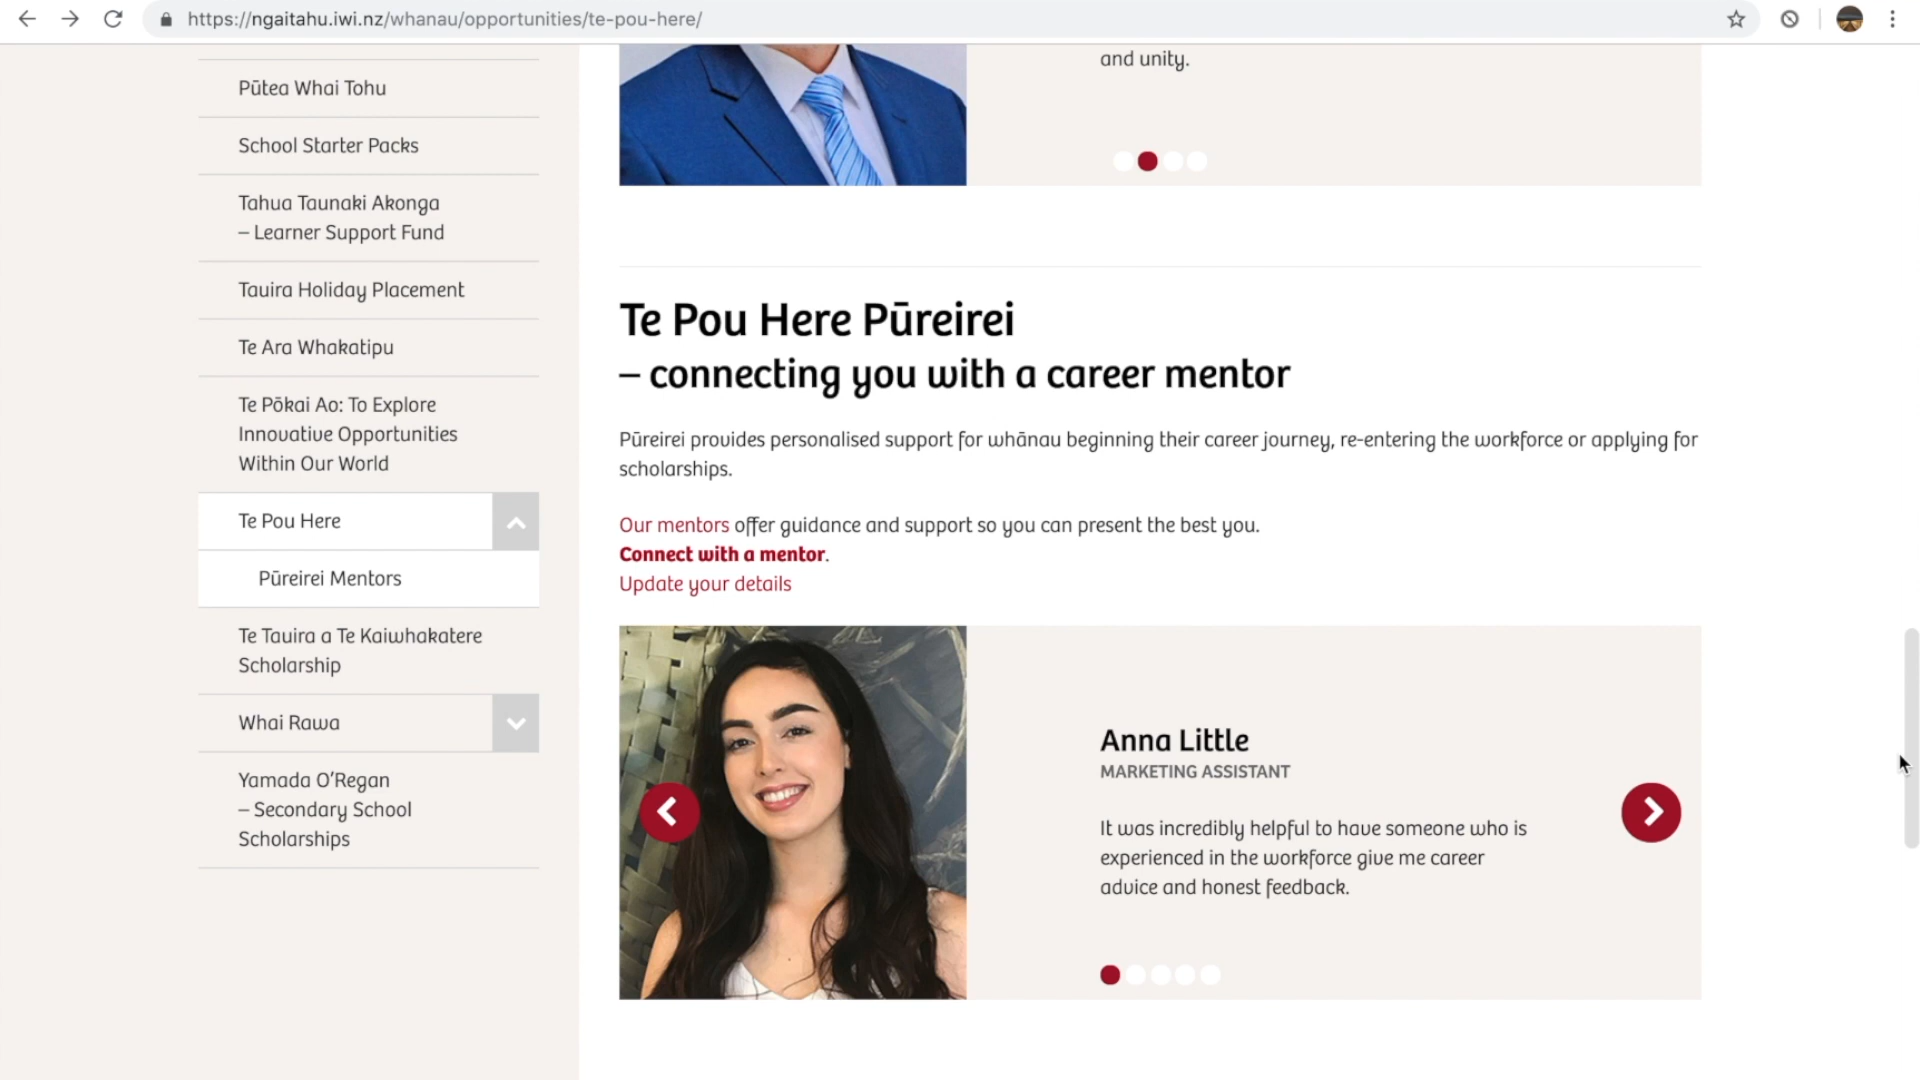 https://ngaitahu.iwi.nz/whanau/opportunities/te-pou-here/
Pūtea Whai Tohu
School Starter Packs
Tahua Taunaki Akonga
– Learner Support Fund
Tauira Holiday Placement
Te Ara Whakatipu
Te Pōkai Ao: To Explore
Innovative Opportunities
Within Our World
Te Pou Here
Pūreirei Mentors
Te Tauira a Te Kaiwhakatere
Scholarship
Whai Rawa
Yamada O’Regan
– Secondary School
Scholarships
and unity.
Te Pou Here Pūreirei
– connecting you with a career mentor
Pūreirei provides personalised support for whānau beginning their career journey, re-entering the workforce or applying for
scholarships.
Our mentors offer guidance and support so you can present the best you.
Connect with a mentor.
Update your details
Anna Little
MARKETING ASSISTANT
It was incredibly helpful to have someone who is
experienced in the workforce give me career
advice and honest feedback.